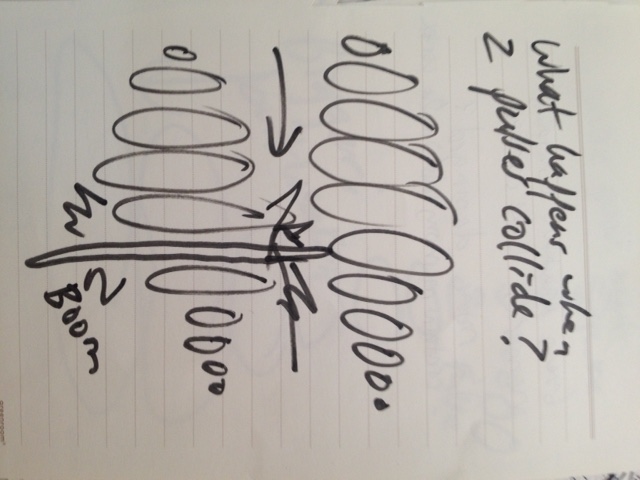 What happens when
2 pulses collide?
Boom